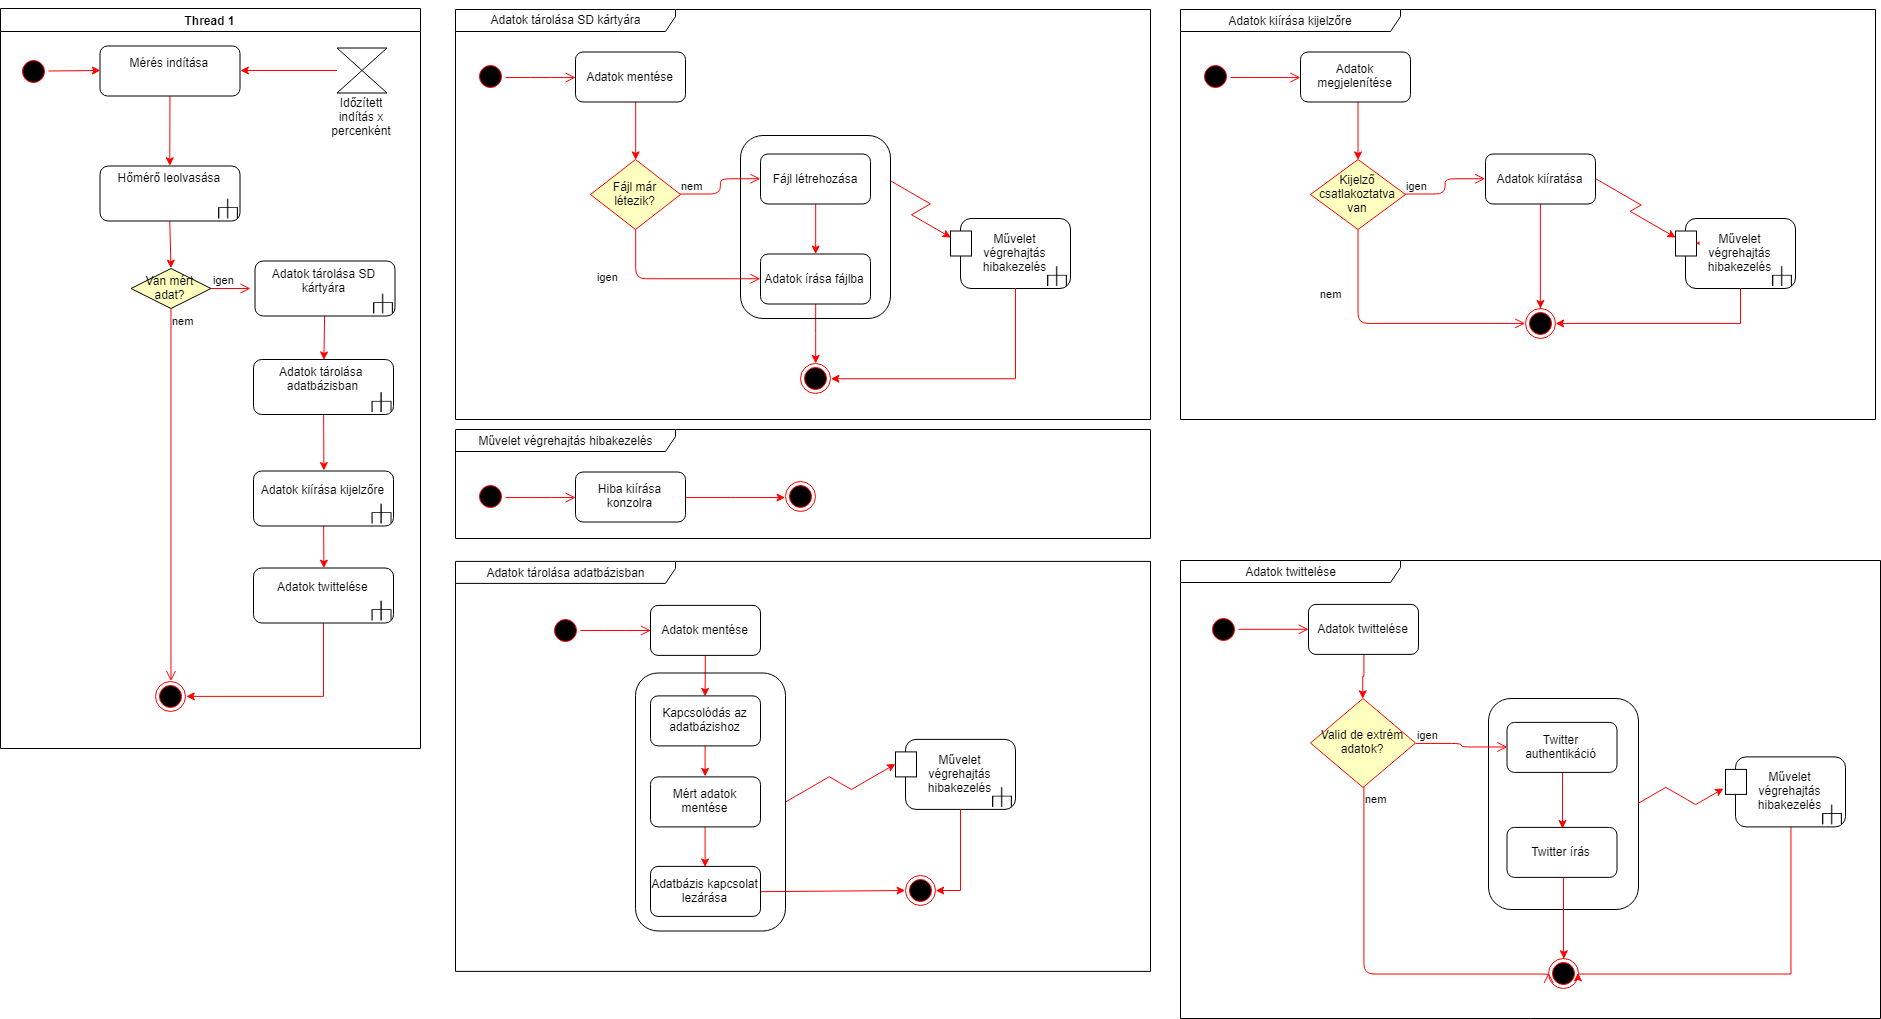 Thread 1
Mérés indítása
Időzített
indítás x
percenként
Hőmérő leolvasása
Van mért
adat?
igen
nem
Adatok tárolása SD
kártyára
Adatok tárolása
adatbázisban
Adatok kiírása kijelzőre
Adatok twittelése
Adatok tárolása SD kártyára
Adatok mentése
Fájl már
létezik?
nem
igen
Fájl létrehozása
Adatok írása fájlba
Művelet
végrehajtás
hibakezelés
Adatok kiírása kijelzőre
Adatok
megjelenítése
Kijelző
csatlakoztatva
van
igen
nem
Adatok kiíratása
Művelet
végrehajtás
hibakezelés
Művelet végrehajtás hibakezelés
Hiba kiírása
konzolra
Adatok tárolása adatbázisban
Adatok mentése
Kapcsolódás az
adatbázishoz
Mért adatok
mentése
Adatbázis kapcsolat
lezárása
Művelet
végrehajtás
hibakezelés
Adatok twittelése
Adatok twittelése
Valid de extrém
adatok?
igen
nem
Twitter
authentikáció
Twitter írás
Művelet
végrehajtás
hibakezelés